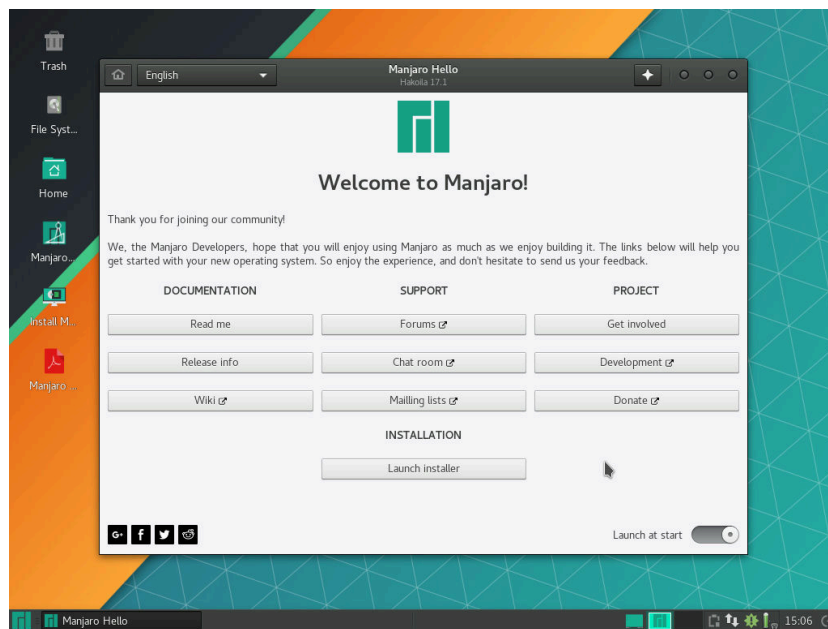 Trash
File Syst...
Home
Manjaro...
Install M...
Manjaro ...
English
Manjaro Hello
Hakoila 17.1
Welcome to Manjaro!
Thank you for joining our community!
We, the Manjaro Developers, hope that you will enjoy using Manjaro as much as we enjoy building it. The links below will help you
get started with your new operating system. So enjoy the experience, and don't hesitate to send us your feedback.
DOCUMENTATION SUPPORT PROJECT
Read me Forums Get involved
Release info Chat room Development
Wiki Mailling lists Donate
INSTALLATION
Launch installer
G+ f
Launch at start
Manjaro Hello
15:06